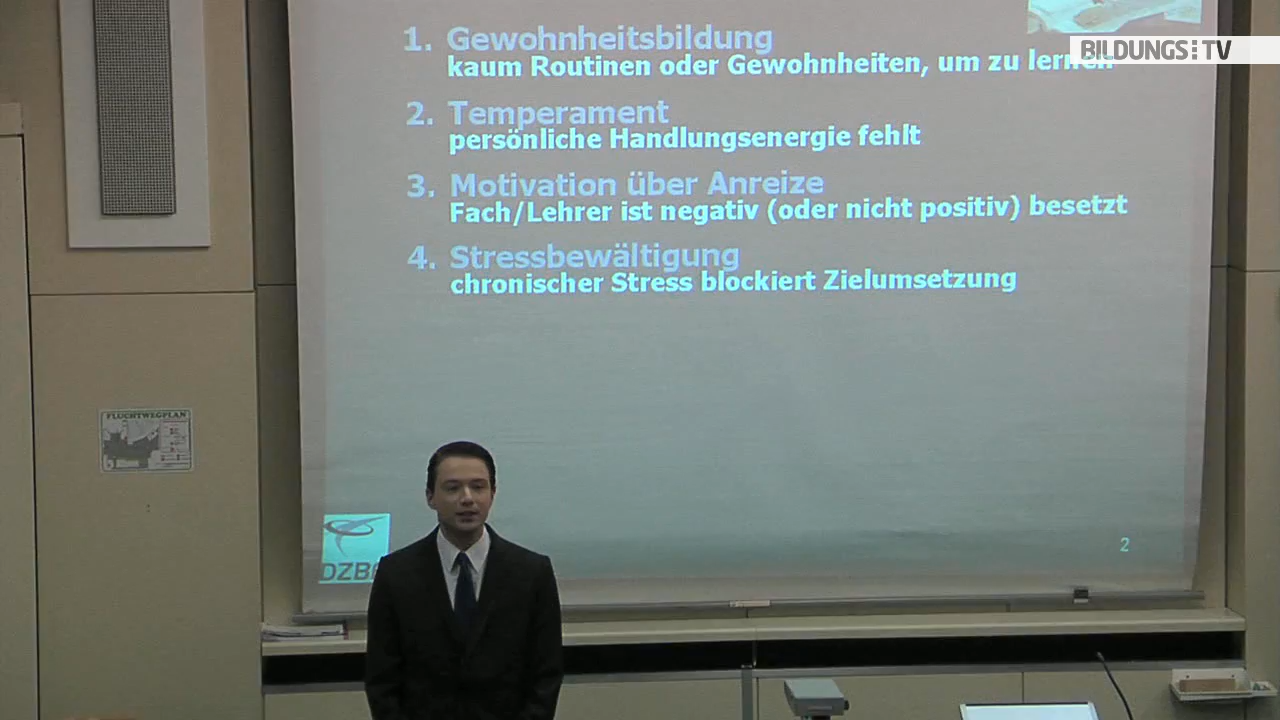 1. Gewohnheitsbildung
BILDUNGS TV
kaum Routinen oder Gewohnheiten, um zu lernen
2. Temperament
persönliche Handlungsenergie fehlt
3. Motivation über Anreize
Fach/Lehrer ist negativ (oder nicht positiv) besetzt
4. Stressbewältigung
chronischer Stress blockiert Zielumsetzung
FLUCHTWEGPLAN
2